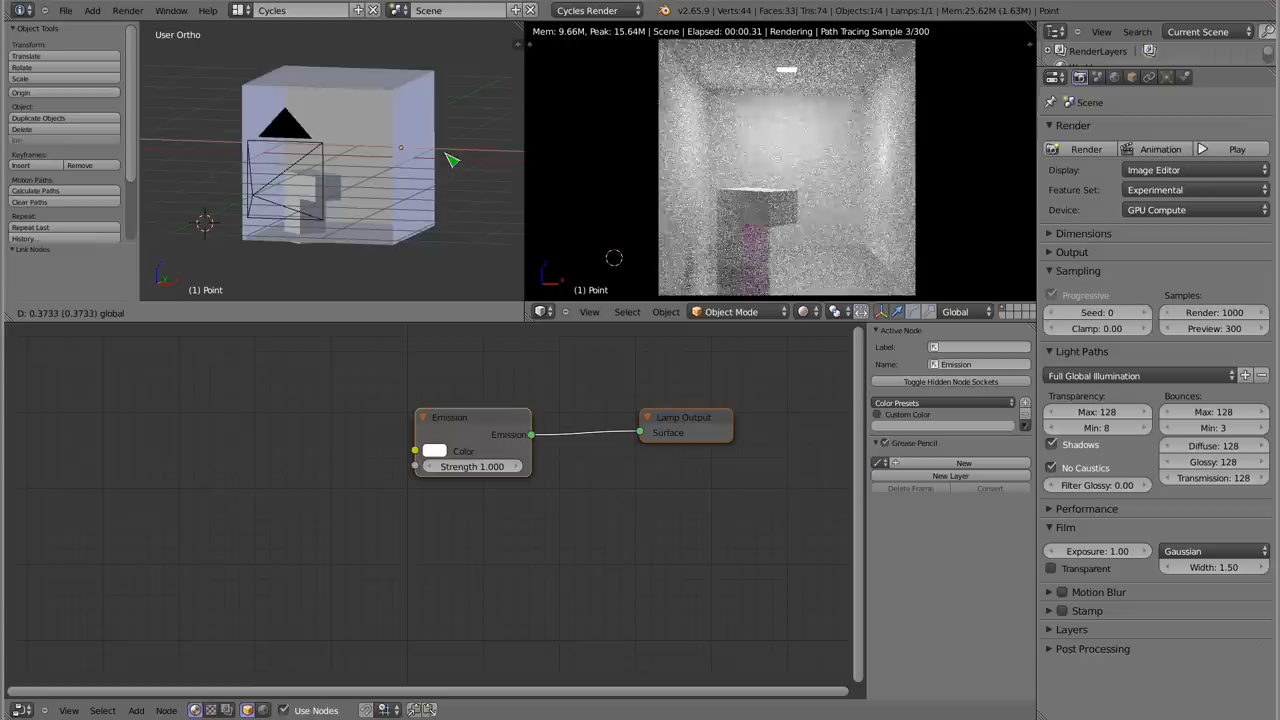 File Add Render Window Help Cycles Scene Cycles Render v2.65.9 | Verts:44 | Faces:33| Tris:74 | Objects:1/4 | Lamps:1/1 | Mem:25.62M (1.63M) | Point
Object Tools
Transform:
Translate
Rotate
Scale
Origin
Object:
Duplicate Objects
Delete
Join
Keyframes:
Insert Remove
Motion Paths:
Calculate Paths
Clear Paths
Repeat:
Repeat Last
History...
Link Nodes
User Ortho
(1) Point
D: 0.3733 (0.3733) global
Mem: 9.66M, Peak: 15.64M | Scene | Elapsed: 00:00.31 | Rendering | Path Tracing Sample 3/300
(1) Point
View Select Object Object Mode Global
Emission
Emission
Color
Strength 1.000
Lamp Output
Surface
Active Node
Label:
Name: Emission
Toggle Hidden Node Sockets
Color Presets
Custom Color
Grease Pencil
New
New Layer
Delete Frame Convert
View Select Add Node Use Nodes
View Search Current Scene
RenderLayers
Scene
Render
Render Animation Play
Display: Image Editor
Feature Set: Experimental
Device: GPU Compute
Dimensions
Output
Sampling
Progressive Samples:
Seed: 0 Render: 1000
Clamp: 0.00 Preview: 300
Light Paths
Full Global Illumination
Transparency: Bounces:
Max: 128 Max: 128
Min: 8 Min: 3
Shadows Diffuse: 128
No Caustics Glossy: 128
Filter Glossy: 0.00 Transmission: 128
Performance
Film
Exposure: 1.00 Gaussian
Transparent Width: 1.50
Motion Blur
Stamp
Layers
Post Processing